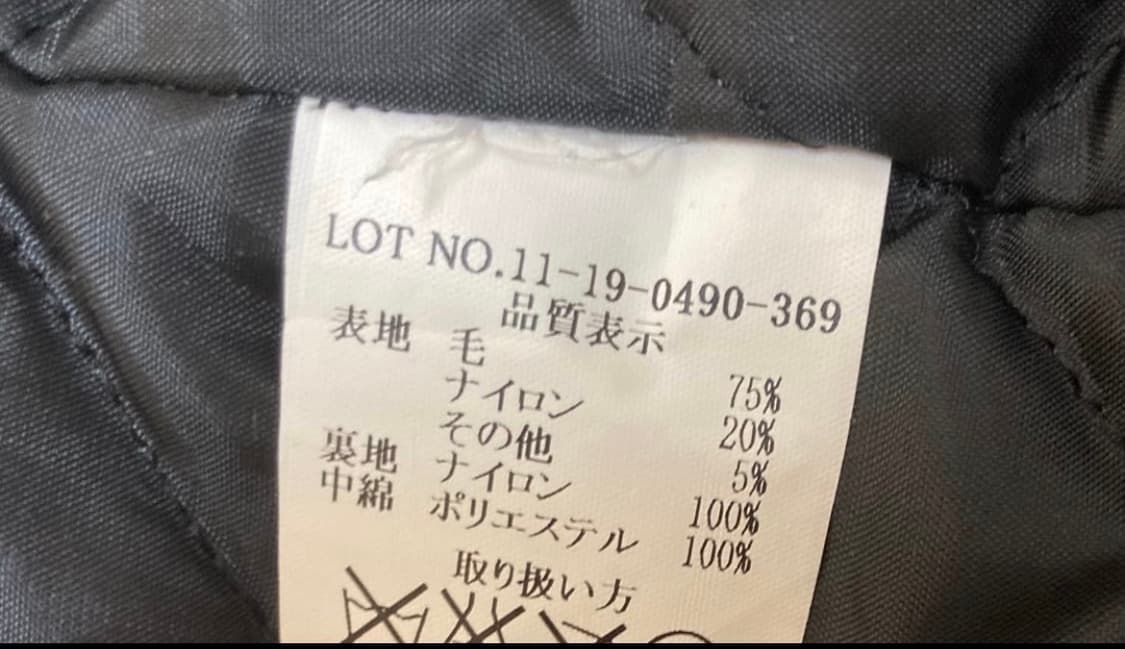 LOT NO.11-19-0490-369
品質表示
表地 毛 75%
ナイロン 20%
その他 5%
裏地 ナイロン 100%
中綿 ポリエステル 100%
取り扱い方